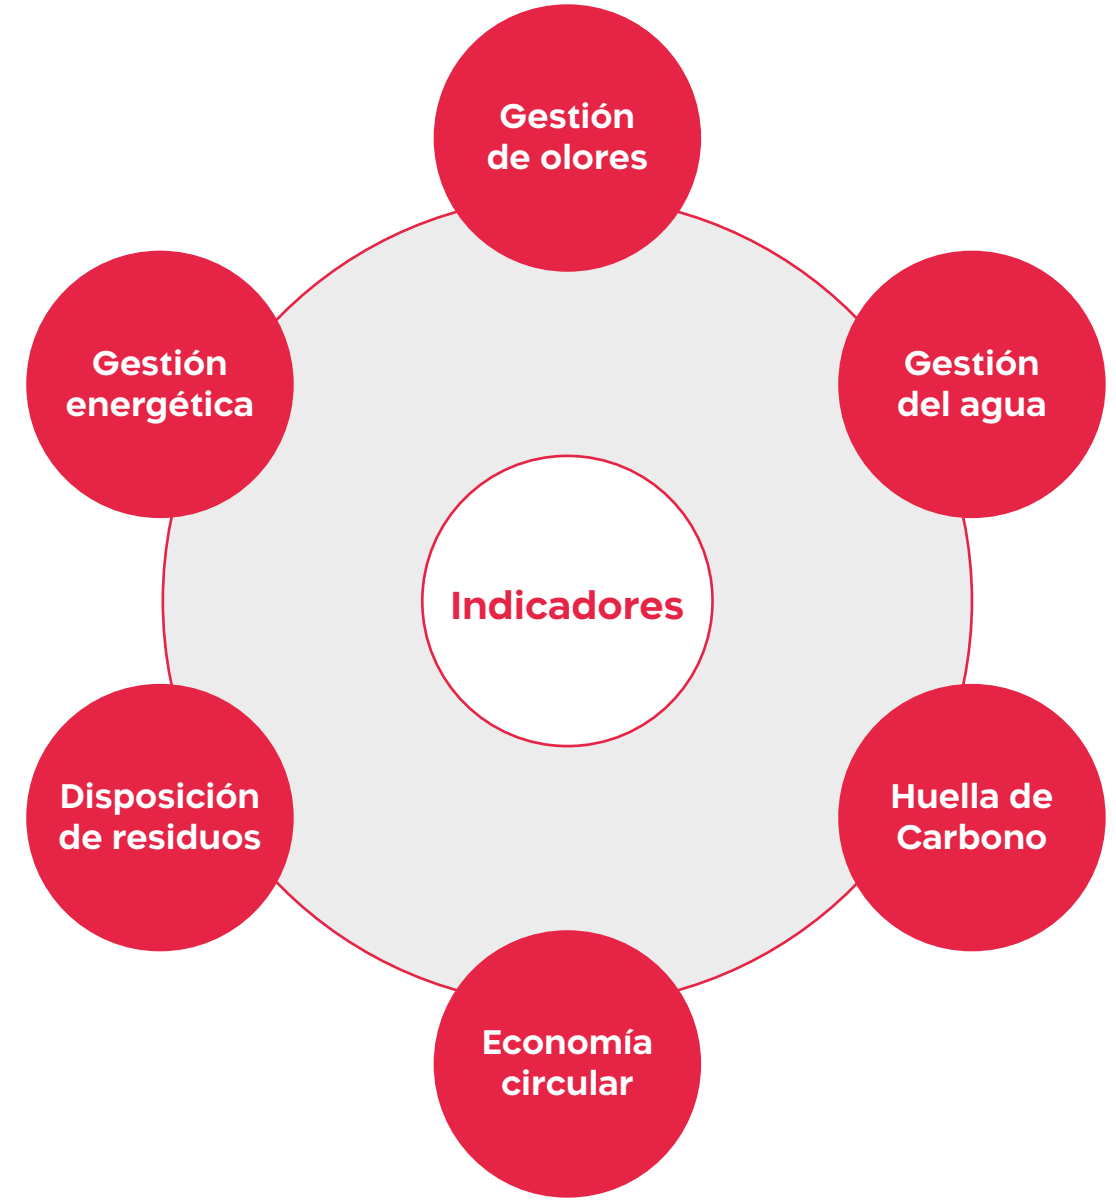 Gestión
de olores
Gestión
energética
Gestión
del agua
Indicadores
Disposición
de residuos
Huella de
Carbono
Economía
circular